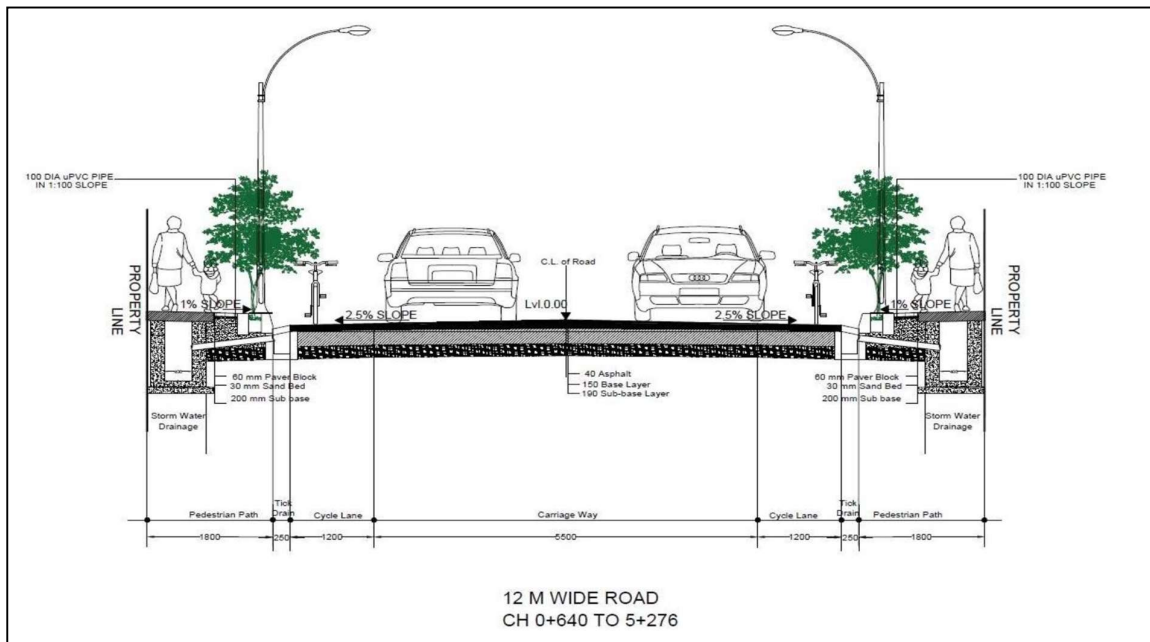 100 DIA uPVC PIPE
IN 1:100 SLOPE
100 DIA uPVC PIPE
IN 1:100 SLOPE
C.L. of Road
PROPERTY
LINE
PROPERTY
LINE
1% SLOPE
Lvl.0.00
1% SLOPE
2.5% SLOPE
2.5% SLOPE
60 mm Paver Block
30 mm Sand Bed
200 mm Sub base
40 Asphalt
150 Base Layer
190 Sub-base Layer
60 mm Paver Block
30 mm Sand Bed
200 mm Sub base
Storm Water
Drainage
Storm Water
Drainage
Pedestrian Path
Tick
Drain
Cycle Lane
Carriage Way
Cycle Lane
Tick
Drain
Pedestrian Path
1800
250
1200
5500
1200
250
1800
12 M WIDE ROAD
CH 0+640 TO 5+276